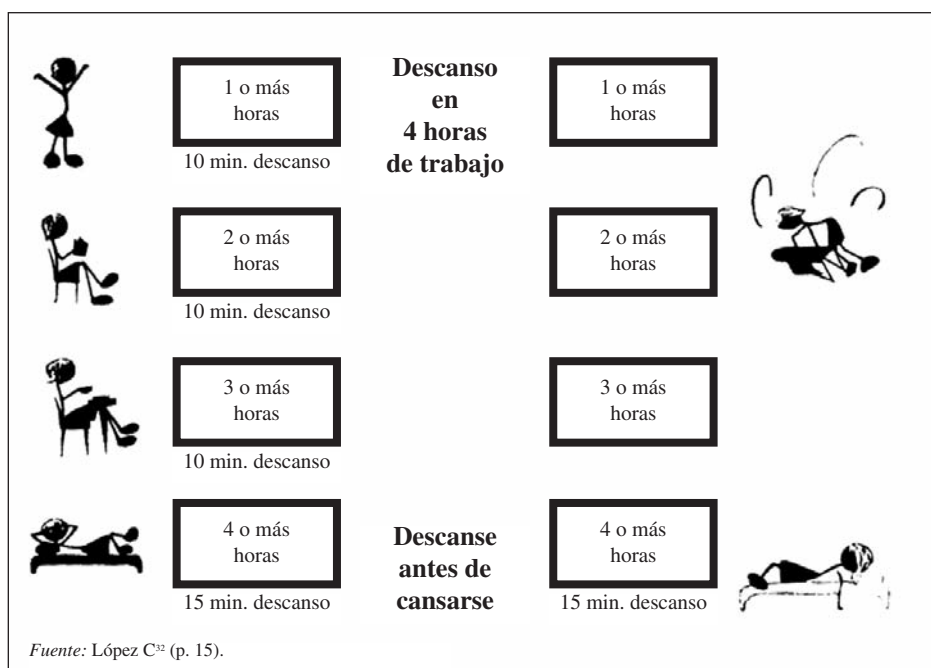 1 o más
horas
10 min. descanso
2 o más
horas
10 min. descanso
3 o más
horas
10 min. descanso
4 o más
horas
15 min. descanso
Descanso
en
4 horas
de trabajo
Descanse
antes de
cansarse
1 o más
horas
2 o más
horas
3 o más
horas
4 o más
horas
15 min. descanso
Fuente: López C³² (p. 15).